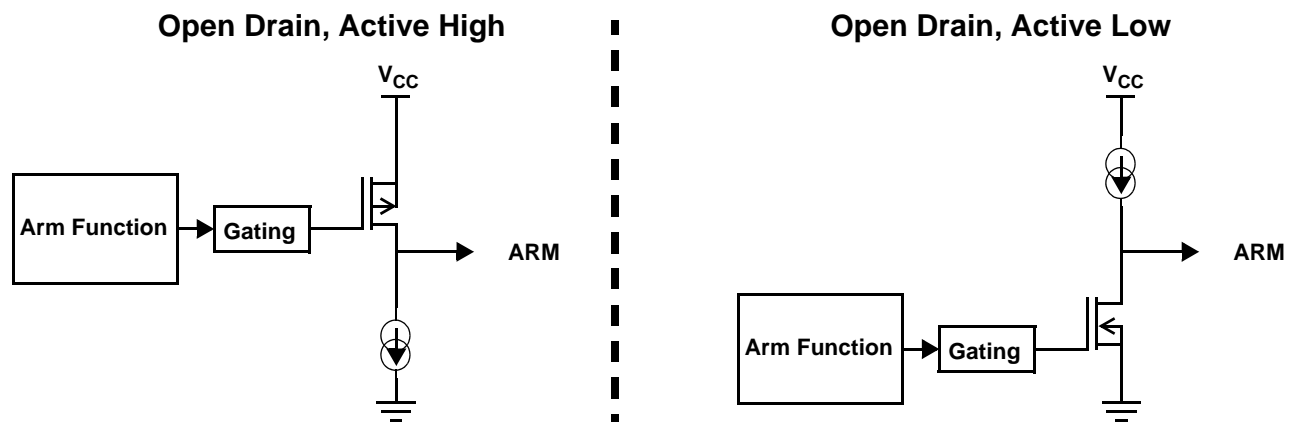 Open Drain, Active High
VCC
Arm Function
Gating
ARM
Open Drain, Active Low
VCC
ARM
Arm Function
Gating